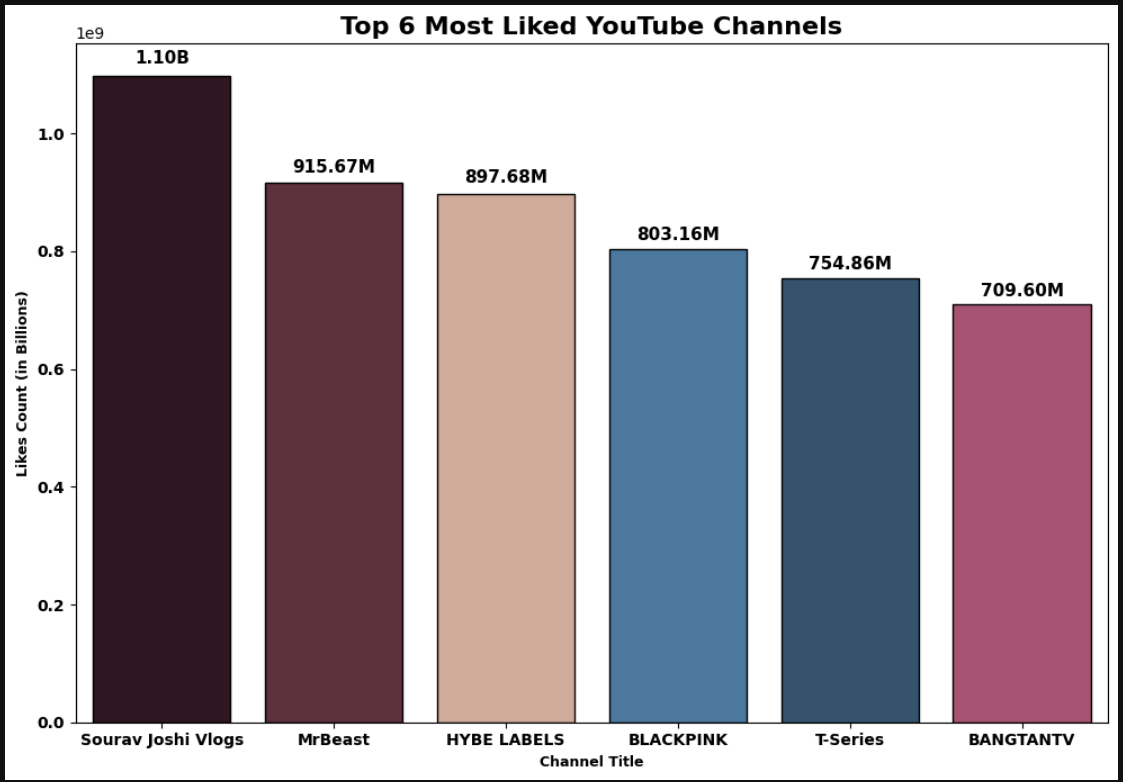 Top 6 Most Liked YouTube Channels
1e9
1.10B
915.67M
897.68M
803.16M
754.86M
709.60M
1.0
0.8
0.6
0.4
0.2
0.0
Likes Count (in Billions)
Sourav Joshi Vlogs
MrBeast
HYBE LABELS
BLACKPINK
T-Series
BANGTANTV
Channel Title